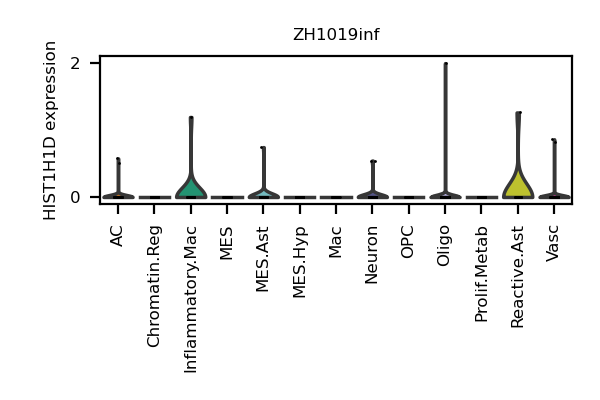 ZH1019inf
HIST1H1D expression
2
0
AC
Chromatin.Reg
Inflammatory.Mac
MES
MES.Ast
MES.Hyp
Mac
Neuron
OPC
Oligo
Prolif.Metab
Reactive.Ast
Vasc